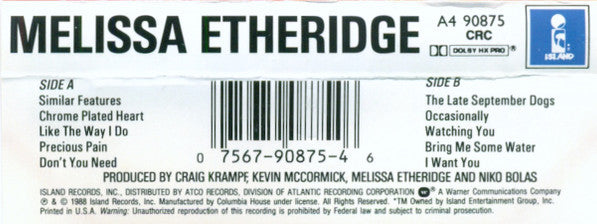 MELISSA ETHERIDGE
A4 90875
CRC
DOLBY HX PRO
ISLAND
SIDE A
Similar Features
Chrome Plated Heart
Like The Way I Do
Precious Pain
Don't You Need
0 7567-90875-4 6
SIDE B
The Late September Dogs
Occasionally
Watching You
Bring Me Some Water
I Want You
PRODUCED BY CRAIG KRAMPF, KEVIN McCORMICK, MELISSA ETHERIDGE AND NIKO BOLAS
ISLAND RECORDS, INC., DISTRIBUTED BY ATCO RECORDS, DIVISION OF ATLANTIC RECORDING CORPORATION A Warner Communications Company
℗ & © 1988 Island Records, Inc. Manufactured by Columbia House under license. All Rights Reserved. *TM Owned by Island Entertainment Group, Inc.
Printed in U.S.A. Warning: Unauthorized reproduction of this recording is prohibited by Federal law and subject to criminal prosecution.